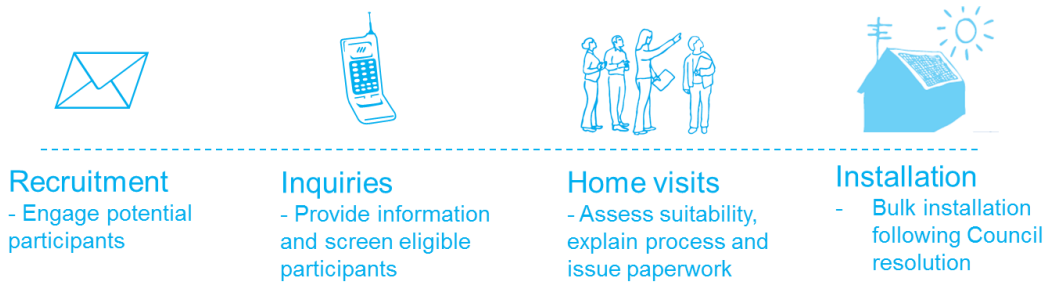 Recruitment
- Engage potential
participants
Inquiries
- Provide information
and screen eligible
participants
Home visits
- Assess suitability,
explain process and
issue paperwork
Installation
- Bulk installation
following Council
resolution